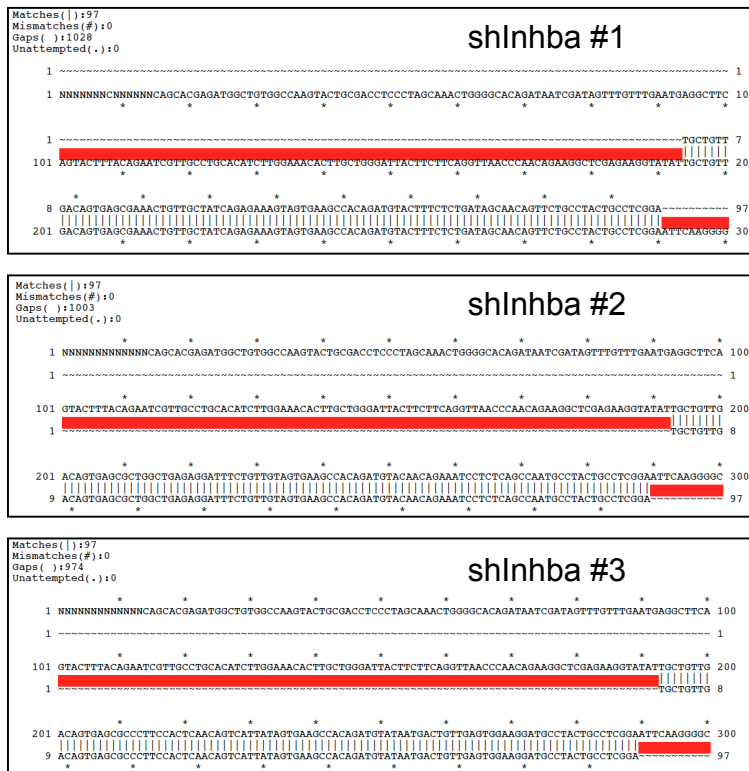 Matches(|):97
Mismatches(#):0
Gaps( ):1028
Unattempted(.):0
shInhba #1
1 ~~~~~~~~~~~~~~~~~~~~~~~~~~~~~~~~~~~~~~~~~~~~~~~~~~~~~~~~~~~~~~~~~~~~~~~~~~~~~~~~~~~~~~~~~~~~~~~~~~~~ 1
1 NNNNNNNCNNNNNNCAGCACGAGATGGCTGTGGCCAAGTACTGCGACCTCCCTAGCAAACTGGGGCACAGATAATCGATAGTTTGTTTGAATGAGGCTTC 10
* * * * * * * * * *
1 ~~~~~~~~~~~~~~~~~~~~~~~~~~~~~~~~~~~~~~~~~~~~~~~~~~~~~~~~~~~~~~~~~~~~~~~~~~~~~~~~~~~~~~~~~~~~~TGCTGTT 7
101 AGTACTTTACAGAATCGTTGCCTGCACATCTTGGAAACACTTGCTGGGATTACTTCTTCAGGTTAACCCAACAGAAGGCTCGAGAAGGTATATTGCTGTT 20
* * * * * * * * * *
* * * * * * * * *
8 GACAGTGAGCGAAACTGTTGCTATCAGAGAAAGTAGTGAAGCCACAGATGTACTTTCTCTGATAGCAACAGTTCTGCCTACTGCCTCGGA~~~~~~~~~~ 97
201 GACAGTGAGCGAAACTGTTGCTATCAGAGAAAGTAGTGAAGCCACAGATGTACTTTCTCTGATAGCAACAGTTCTGCCTACTGCCTCGGAATTCAAGGGG 30
* * * * * * * * * *
Matches(|):97
Mismatches(#):0
Gaps( ):1003
Unattempted(.):0
shInhba #2
* * * * * * * * * *
1 NNNNNNNNNNNNNCAGCACGAGATGGCTGTGGCCAAGTACTGCGACCTCCCTAGCAAACTGGGGCACAGATAATCGATAGTTTGTTTGAATGAGGCTTCA 100
1 ~~~~~~~~~~~~~~~~~~~~~~~~~~~~~~~~~~~~~~~~~~~~~~~~~~~~~~~~~~~~~~~~~~~~~~~~~~~~~~~~~~~~~~~~~~~~~~~~~~~~ 1
* * * * * * * * * *
101 GTACTTTACAGAATCGTTGCCTGCACATCTTGGAAACACTTGCTGGGATTACTTCTTCAGGTTAACCCAACAGAAGGCTCGAGAAGGTATATTGCTGTTG 200
1 ~~~~~~~~~~~~~~~~~~~~~~~~~~~~~~~~~~~~~~~~~~~~~~~~~~~~~~~~~~~~~~~~~~~~~~~~~~~~~~~~~~~~~~~~~~~~TGCTGTTG 8
* * * * * * * * * *
201 ACAGTGAGCGCTGGCTGAGAGGATTTCTGTTGTAGTGAAGCCACAGATGTACAACAGAAATCCTCTCAGCCAATGCCTACTGCCTCGGAATTCAAGGGGC 300
9 ACAGTGAGCGCTGGCTGAGAGGATTTCTGTTGTAGTGAAGCCACAGATGTACAACAGAAATCCTCTCAGCCAATGCCTACTGCCTCGGA~~~~~~~~~~~ 97
* * * * * * * * *
Matches(|):97
Mismatches(#):0
Gaps( ):974
Unattempted(.):0
shInhba #3
* * * * * * * * * *
1 NNNNNNNNNNNNNCAGCACGAGATGGCTGTGGCCAAGTACTGCGACCTCCCTAGCAAACTGGGGCACAGATAATCGATAGTTTGTTTGAATGAGGCTTCA 100
1 ~~~~~~~~~~~~~~~~~~~~~~~~~~~~~~~~~~~~~~~~~~~~~~~~~~~~~~~~~~~~~~~~~~~~~~~~~~~~~~~~~~~~~~~~~~~~~~~~~~~~ 1
* * * * * * * * * *
101 GTACTTTACAGAATCGTTGCCTGCACATCTTGGAAACACTTGCTGGGATTACTTCTTCAGGTTAACCCAACAGAAGGCTCGAGAAGGTATATTGCTGTTG 200
1 ~~~~~~~~~~~~~~~~~~~~~~~~~~~~~~~~~~~~~~~~~~~~~~~~~~~~~~~~~~~~~~~~~~~~~~~~~~~~~~~~~~~~~~~~~~~~TGCTGTTG 8
* * * * * * * * * *
201 ACAGTGAGCGCCCTTCCACTCAACAGTCATTATAGTGAAGCCACAGATGTATAATGACTGTTGAGTGGAAGGATGCCTACTGCCTCGGAATTCAAGGGGC 300
9 ACAGTGAGCGCCCTTCCACTCAACAGTCATTATAGTGAAGCCACAGATGTATAATGACTGTTGAGTGGAAGGATGCCTACTGCCTCGGA~~~~~~~~~~~ 97
* * * * * * * * *